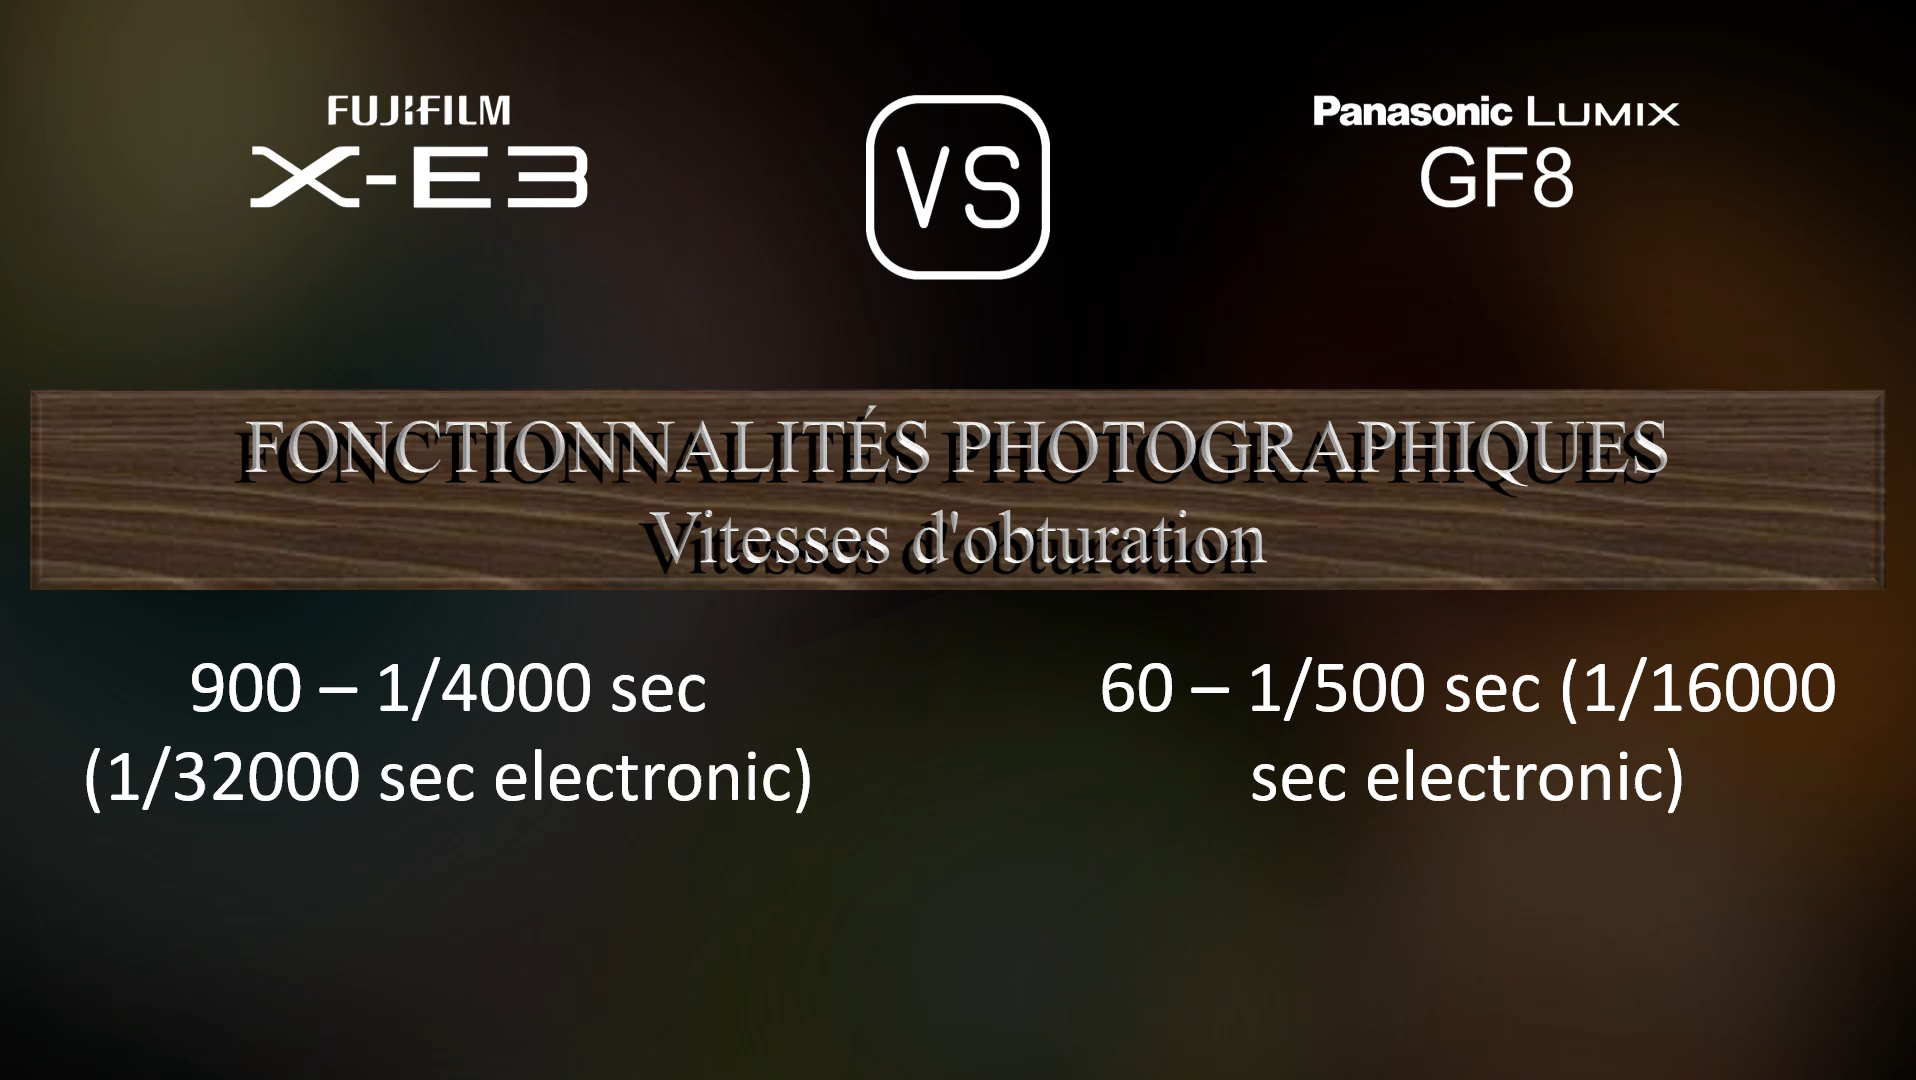 FUJIFILM
X-E3
VS
Panasonic LUMIX
GF8
FONCTIONNALITÉS PHOTOGRAPHIQUES
Vitesses d'obturation
900 – 1/4000 sec
(1/32000 sec electronic)
60 – 1/500 sec (1/16000
sec electronic)